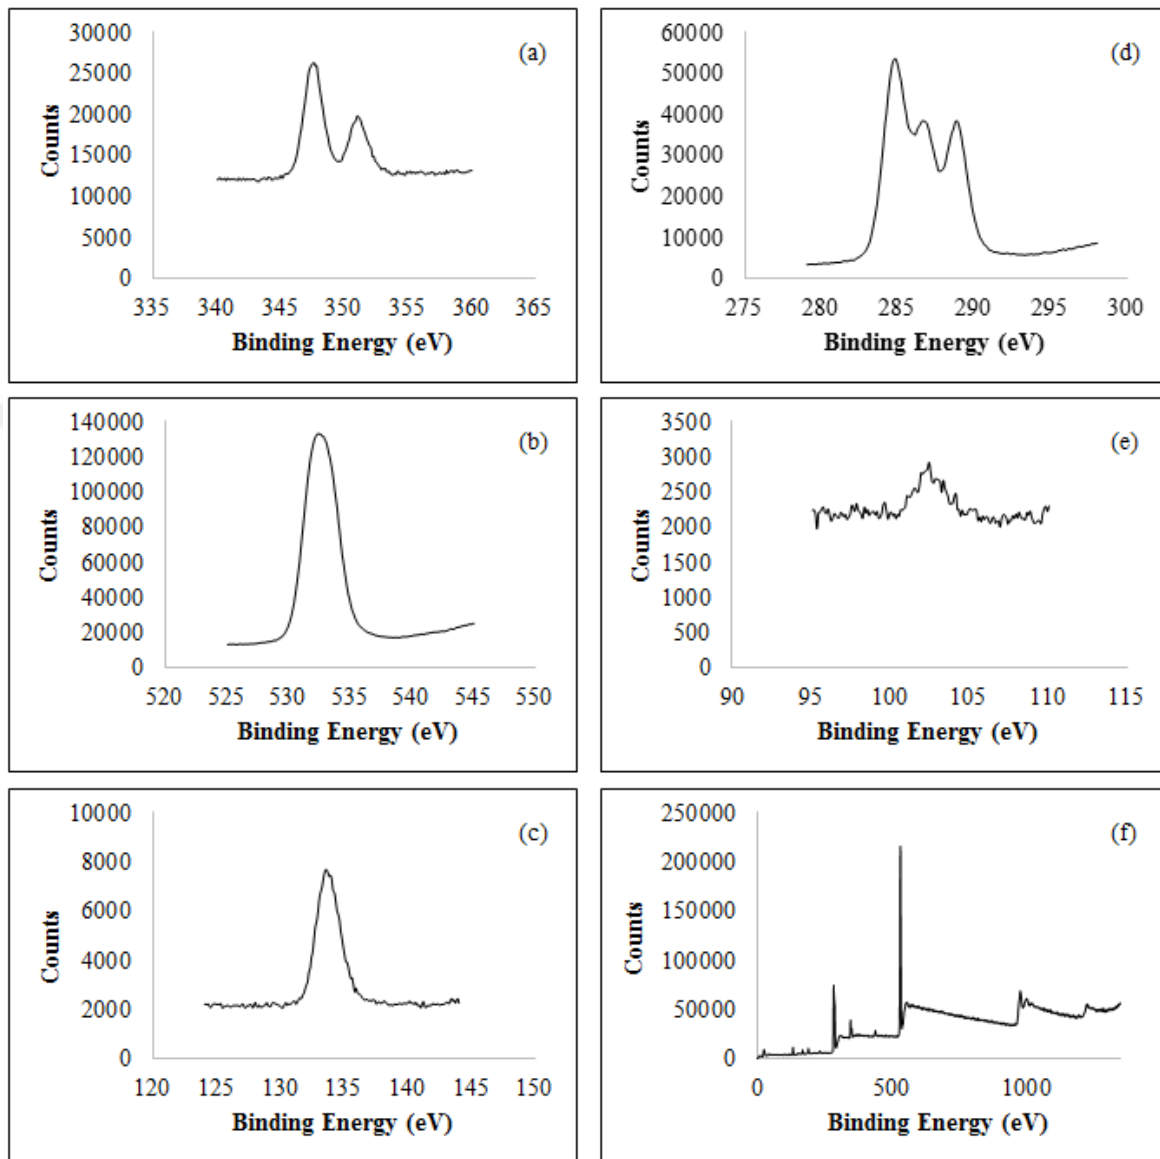 (a)
Counts
30000
25000
20000
15000
10000
5000
0
335 340 345 350 355 360 365
Binding Energy (eV)
(d)
Counts
60000
50000
40000
30000
20000
10000
0
275 280 285 290 295 300
Binding Energy (eV)
(b)
Counts
140000
120000
100000
80000
60000
40000
20000
0
520 525 530 535 540 545 550
Binding Energy (eV)
(e)
Counts
3500
3000
2500
2000
1500
1000
500
0
90 95 100 105 110 115
Binding Energy (eV)
(c)
Counts
10000
8000
6000
4000
2000
0
120 125 130 135 140 145 150
Binding Energy (eV)
(f)
Counts
250000
200000
150000
100000
50000
0
0 500 1000
Binding Energy (eV)